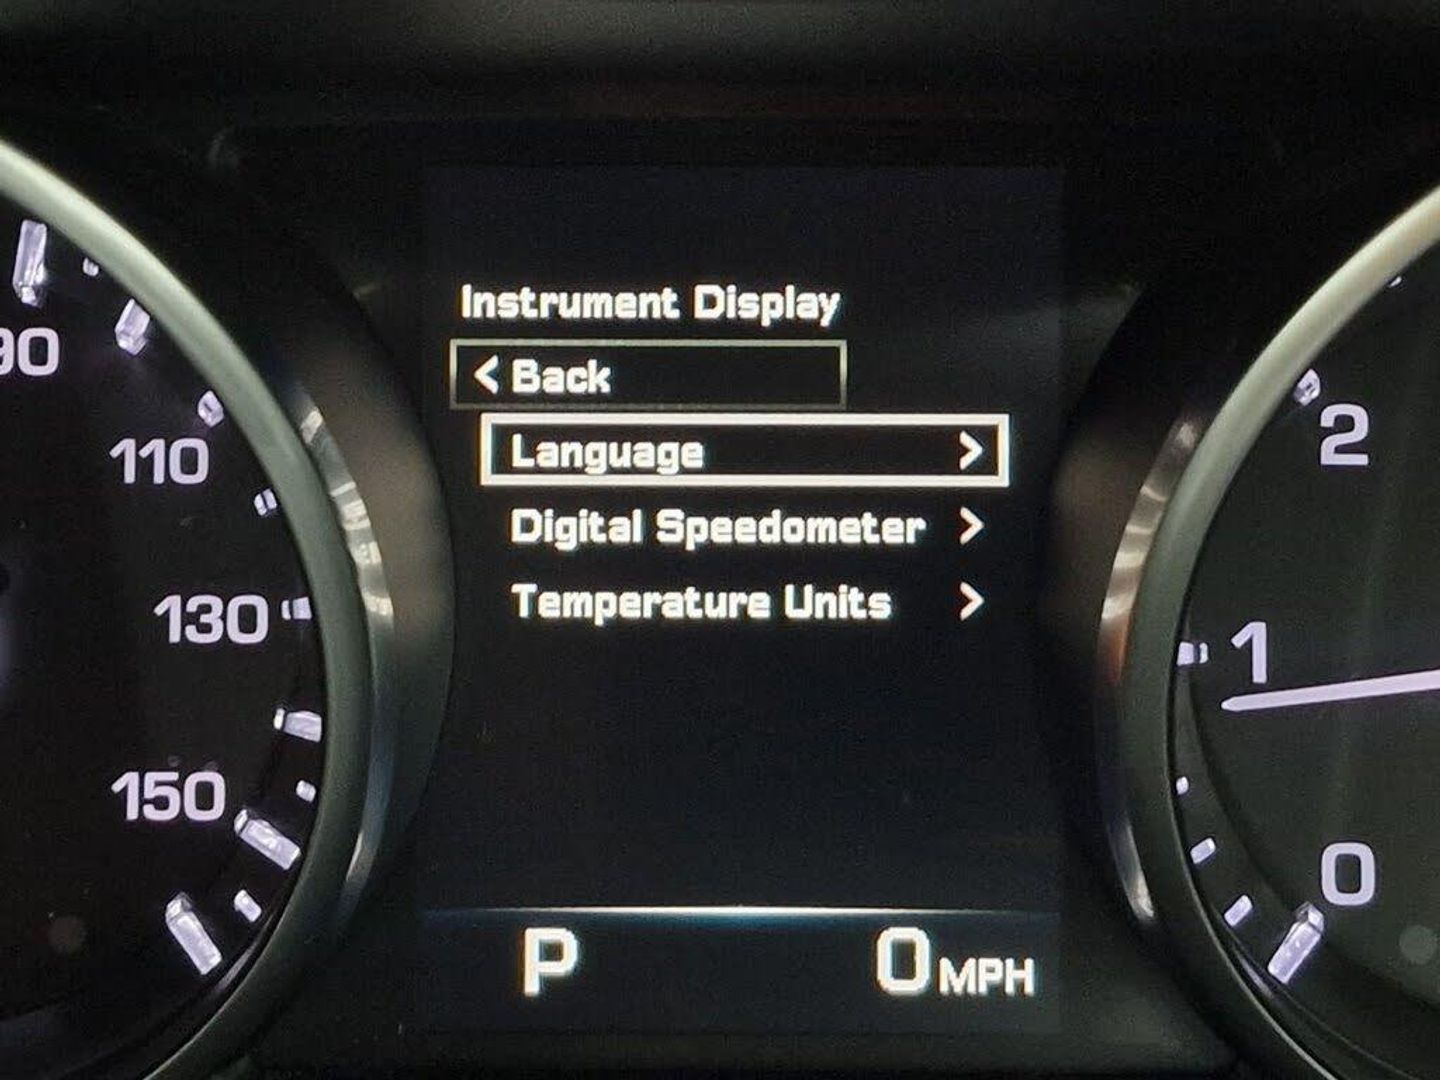 Instrument Display
< Back
Language >
Digital Speedometer >
Temperature Units >
90
110
130
150
2
1
0
P
0 MPH